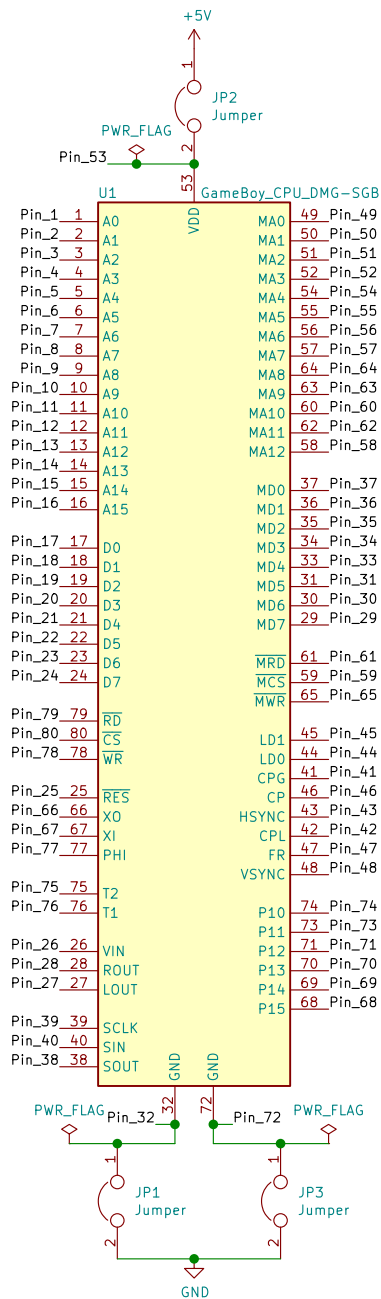 +5V
1
JP2
Jumper
2
PWR_FLAG
Pin_53
53
U1 GameBoy_CPU_DMG-SGB
VDD
Pin_1 1 A0 MA0 49 Pin_49
Pin_2 2 A1 MA1 50 Pin_50
Pin_3 3 A2 MA2 51 Pin_51
Pin_4 4 A3 MA3 52 Pin_52
Pin_5 5 A4 MA4 54 Pin_54
Pin_6 6 A5 MA5 55 Pin_55
Pin_7 7 A6 MA6 56 Pin_56
Pin_8 8 A7 MA7 57 Pin_57
Pin_9 9 A8 MA8 64 Pin_64
Pin_10 10 A9 MA9 63 Pin_63
Pin_11 11 A10 MA10 60 Pin_60
Pin_12 12 A11 MA11 62 Pin_62
Pin_13 13 A12 MA12 58 Pin_58
Pin_14 14 A13
Pin_15 15 A14 MD0 37 Pin_37
Pin_16 16 A15 MD1 36 Pin_36
MD2 35 Pin_35
Pin_17 17 D0 MD3 34 Pin_34
Pin_18 18 D1 MD4 33 Pin_33
Pin_19 19 D2 MD5 31 Pin_31
Pin_20 20 D3 MD6 30 Pin_30
Pin_21 21 D4 MD7 29 Pin_29
Pin_22 22 D5
Pin_23 23 D6 MRD 61 Pin_61
Pin_24 24 D7 MCS 59 Pin_59
MWR 65 Pin_65
Pin_79 79 RD
Pin_80 80 CS LD1 45 Pin_45
Pin_78 78 WR LD0 44 Pin_44
CPG 41 Pin_41
Pin_25 25 RES CP 46 Pin_46
Pin_66 66 XO HSYNC 43 Pin_43
Pin_67 67 XI CPL 42 Pin_42
Pin_77 77 PHI FR 47 Pin_47
VSYNC 48 Pin_48
Pin_75 75 T2
Pin_76 76 T1 P10 74 Pin_74
P11 73 Pin_73
Pin_26 26 VIN P12 71 Pin_71
Pin_28 28 ROUT P13 70 Pin_70
Pin_27 27 LOUT P14 69 Pin_69
P15 68 Pin_68
Pin_39 39 SCLK
Pin_40 40 SIN
Pin_38 38 SOUT
GND GND
32 72
PWR_FLAG Pin_32 Pin_72 PWR_FLAG
1 1
JP1 JP3
Jumper Jumper
2 2
GND